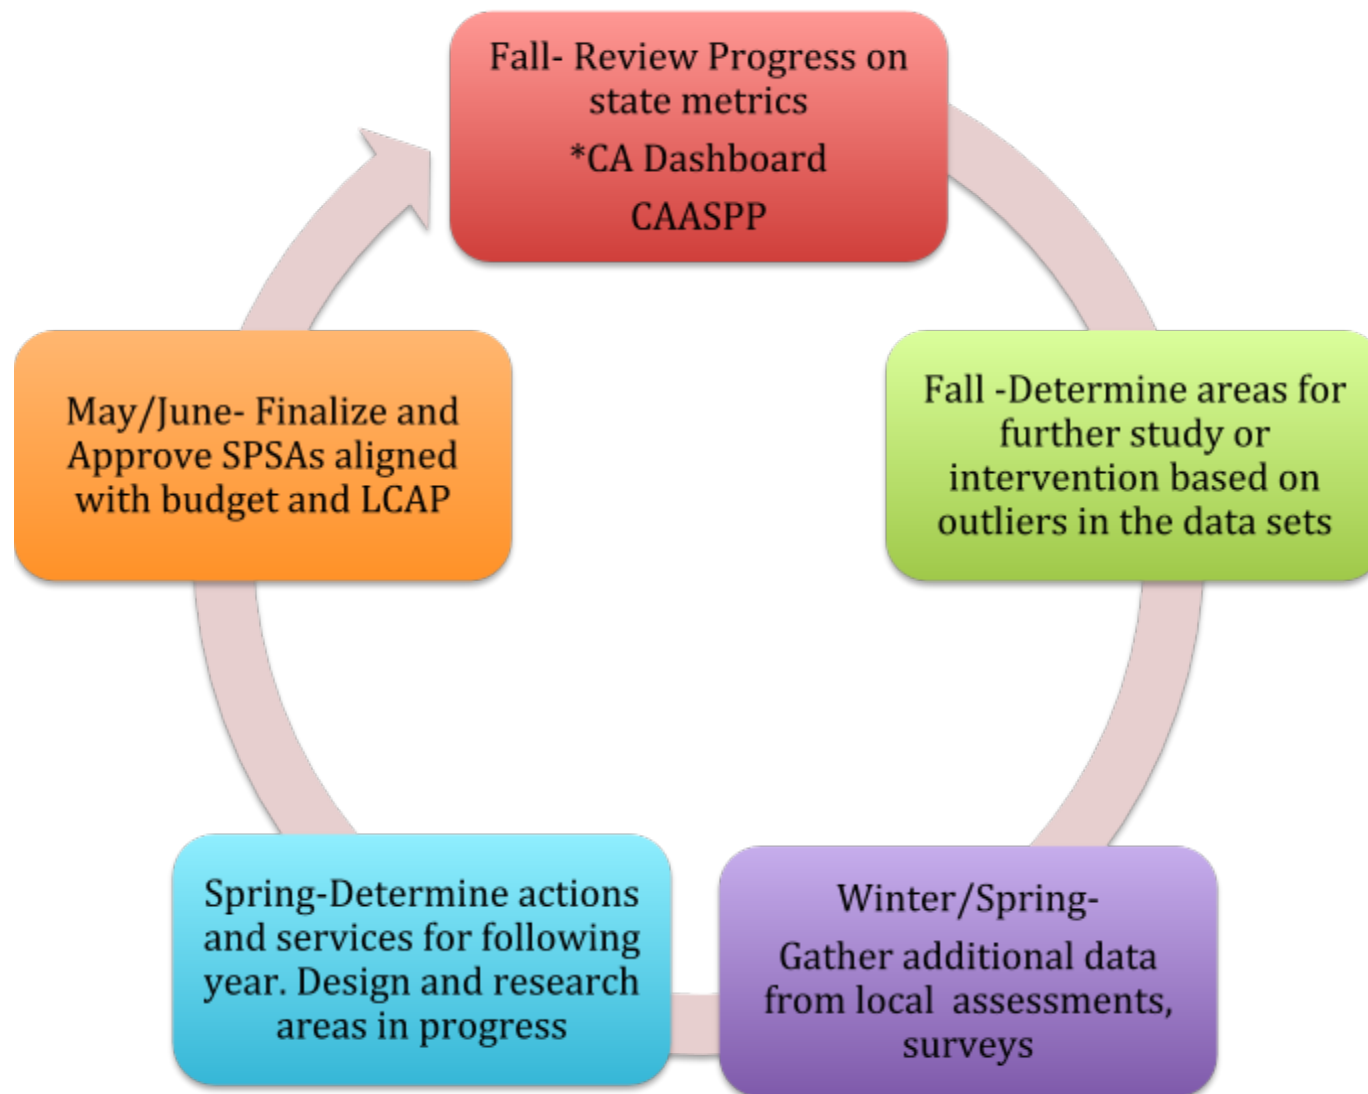 Fall- Review Progress on
state metrics
*CA Dashboard
CAASPP
Fall -Determine areas for
further study or
intervention based on
outliers in the data sets
Winter/Spring-
Gather additional data
from local  assessments,
surveys
Spring-Determine actions
and services for following
year. Design and research
areas in progress
May/June- Finalize and
Approve SPSAs aligned
with budget and LCAP